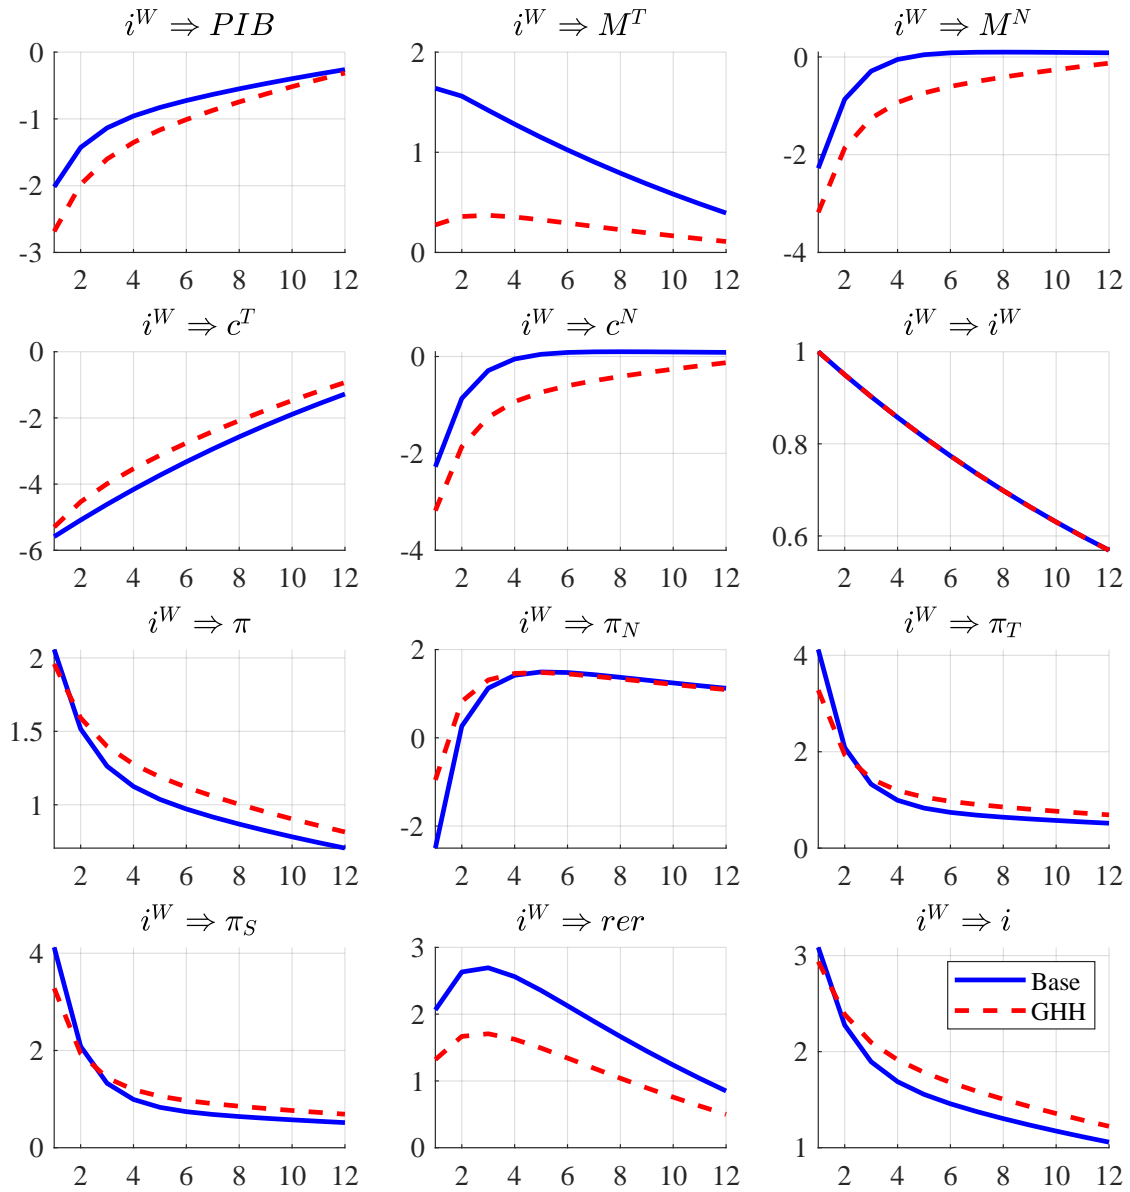 i^W ⇒ PIB
i^W ⇒ M^T
i^W ⇒ M^N
0
-1
-2
-3
2 4 6 8 10 12
2
1
0
2 4 6 8 10 12
0
-2
-4
2 4 6 8 10 12
i^W ⇒ c^T
i^W ⇒ c^N
i^W ⇒ i^W
0
-2
-4
-6
2 4 6 8 10 12
0
-2
-4
2 4 6 8 10 12
1
0.8
0.6
2 4 6 8 10 12
i^W ⇒ π
i^W ⇒ π_N
i^W ⇒ π_T
2
1.5
1
2 4 6 8 10 12
2
0
-2
2 4 6 8 10 12
4
2
0
2 4 6 8 10 12
i^W ⇒ π_S
i^W ⇒ rer
i^W ⇒ i
4
2
0
2 4 6 8 10 12
3
2
1
0
2 4 6 8 10 12
3
2
1
2 4 6 8 10 12
Base
GHH